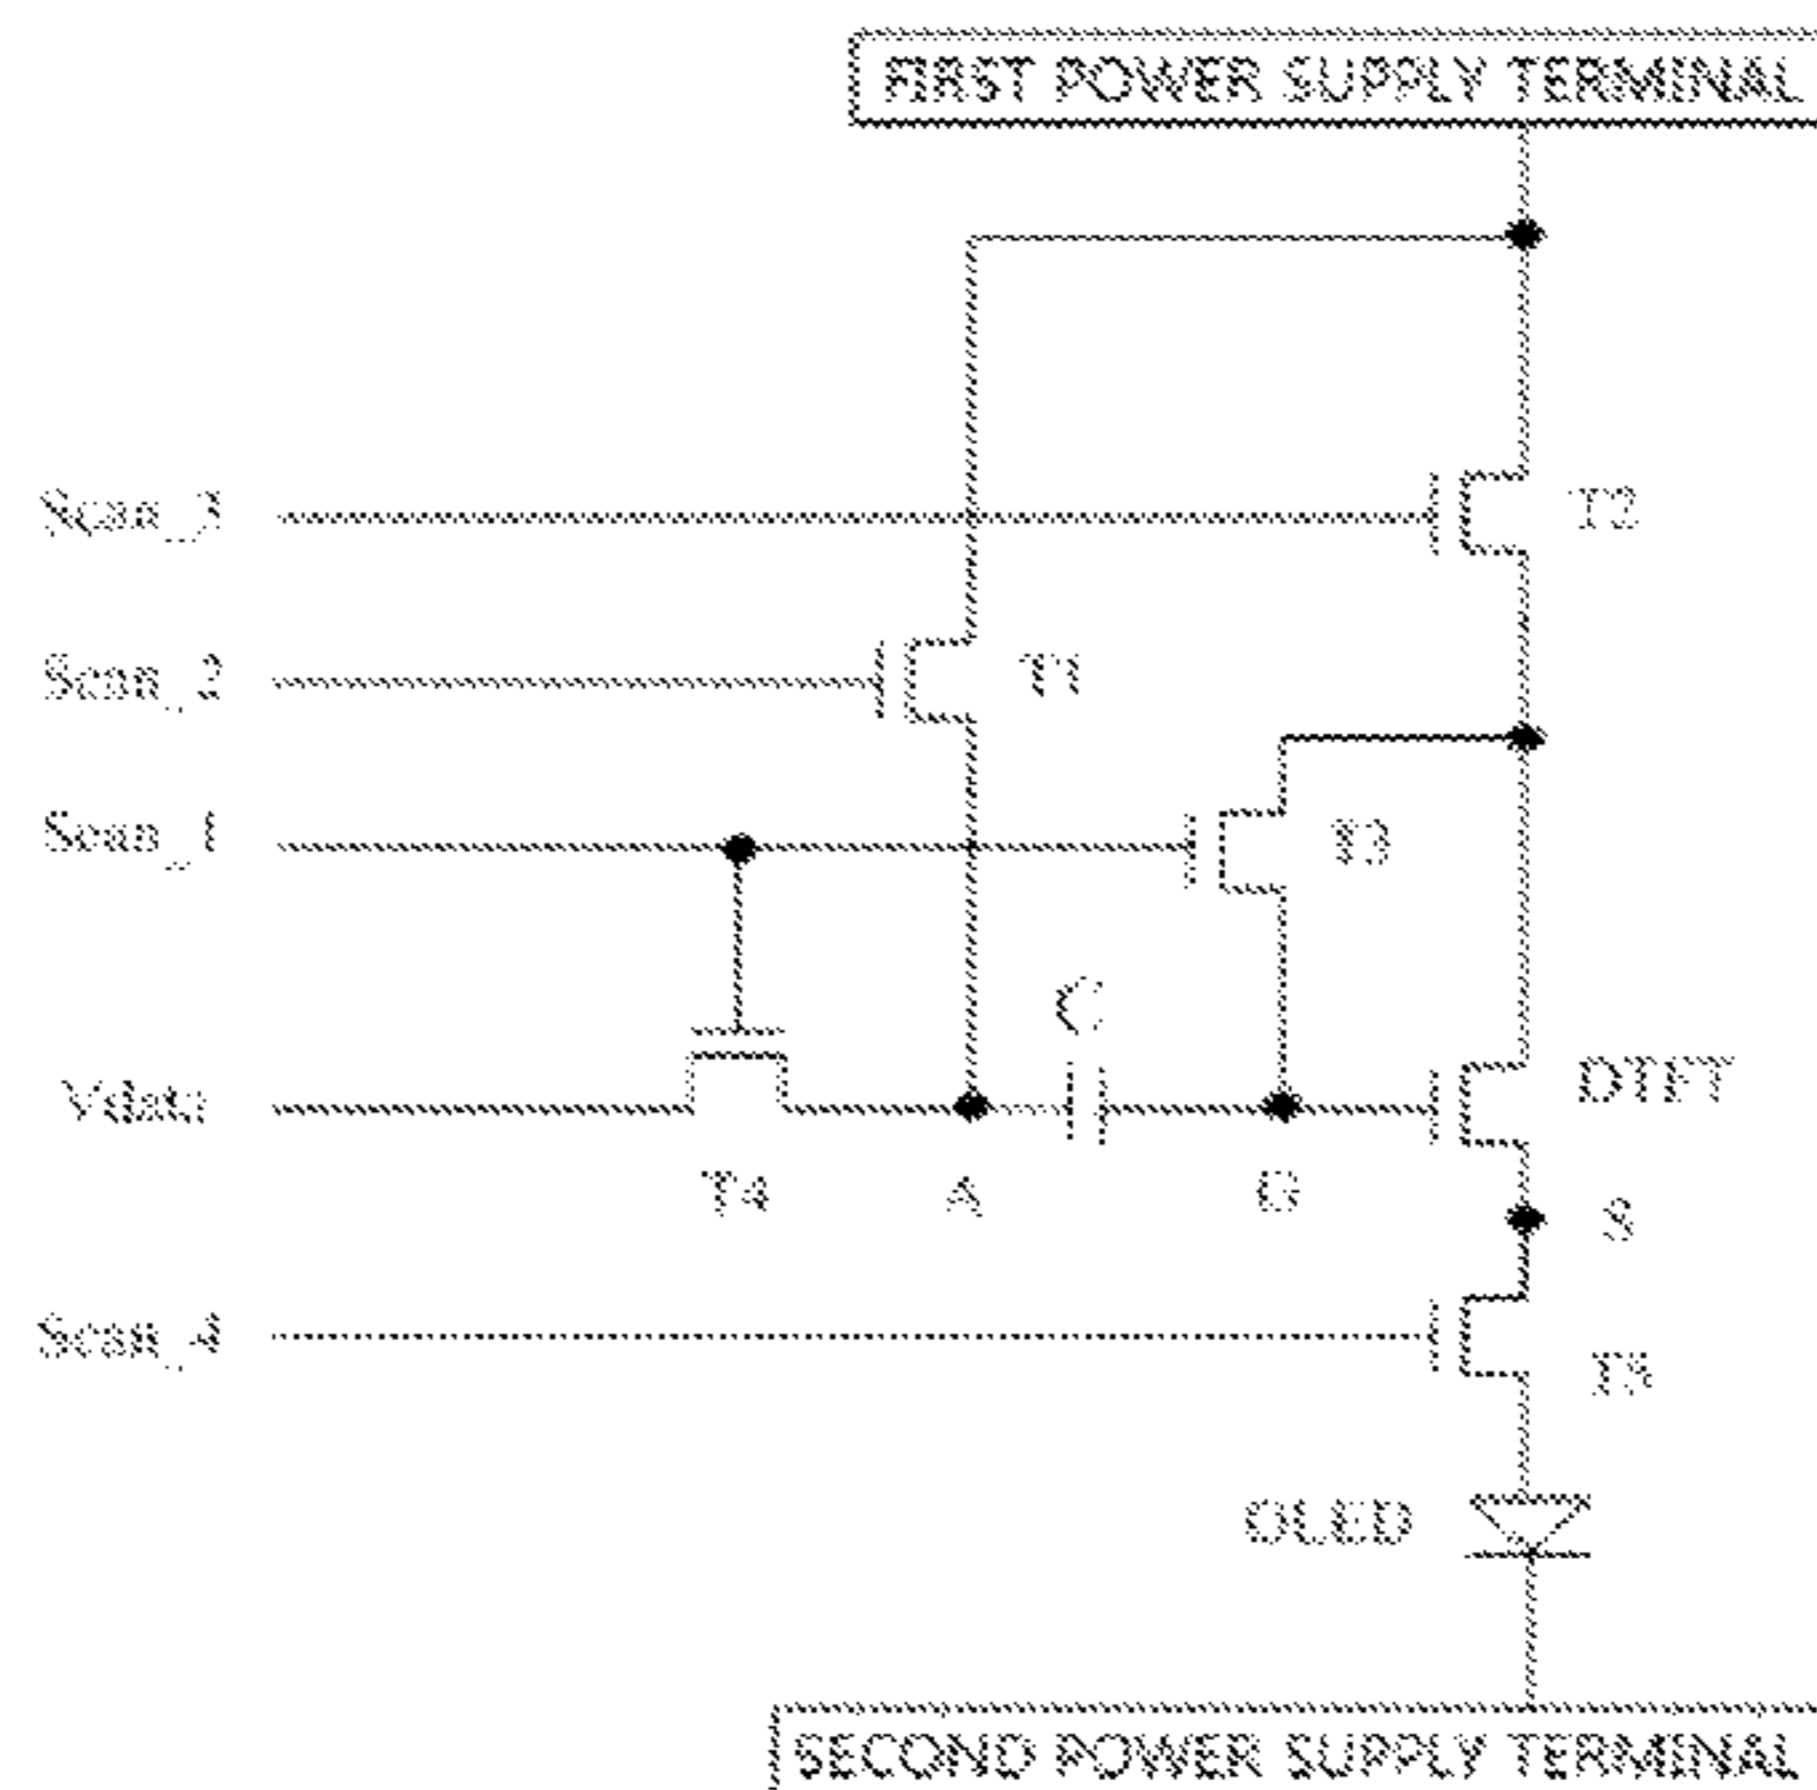 FIRST POWER SUPPLY TERMINAL
Scan_3
T2
Scan_2
T1
Scan_1
T3
C
Vdata
DTFT
T4
A
G
S
Scan_4
T5
OLED
SECOND POWER SUPPLY TERMINAL